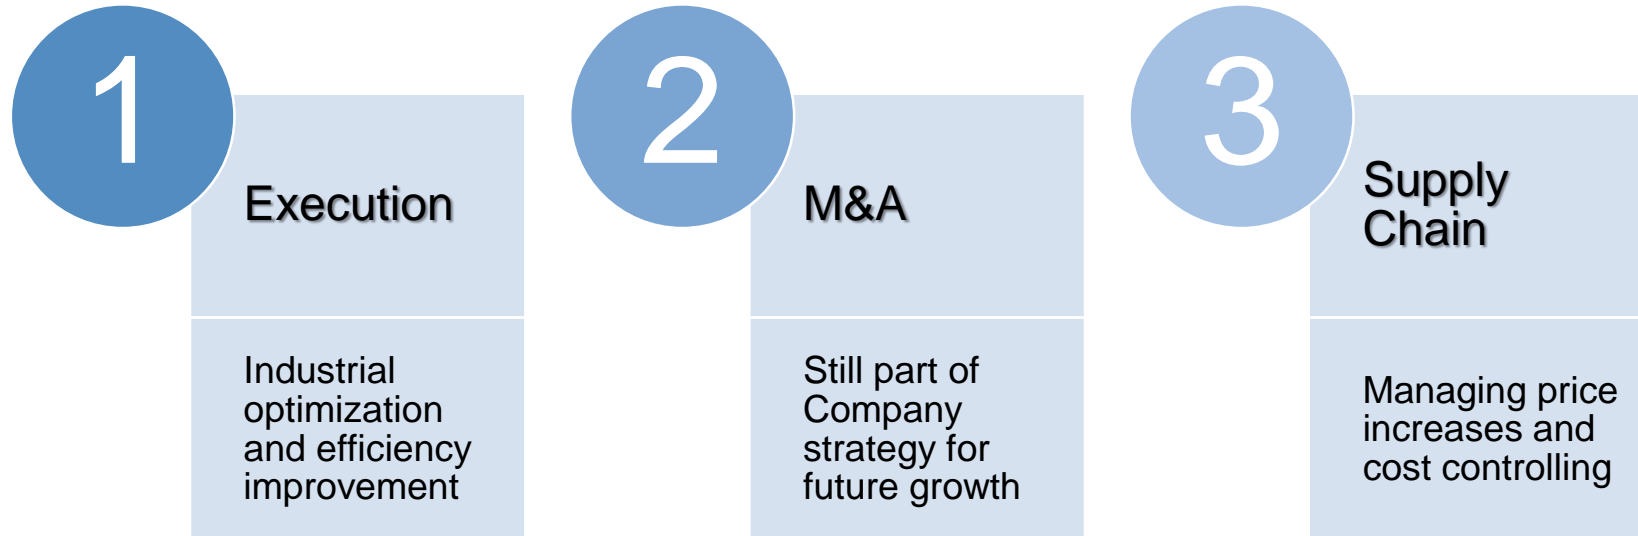 1
Execution
Industrial
optimization
and efficiency
improvement
2
M&A
Still part of
Company
strategy for
future growth
3
Supply
Chain
Managing price
increases and
cost controlling